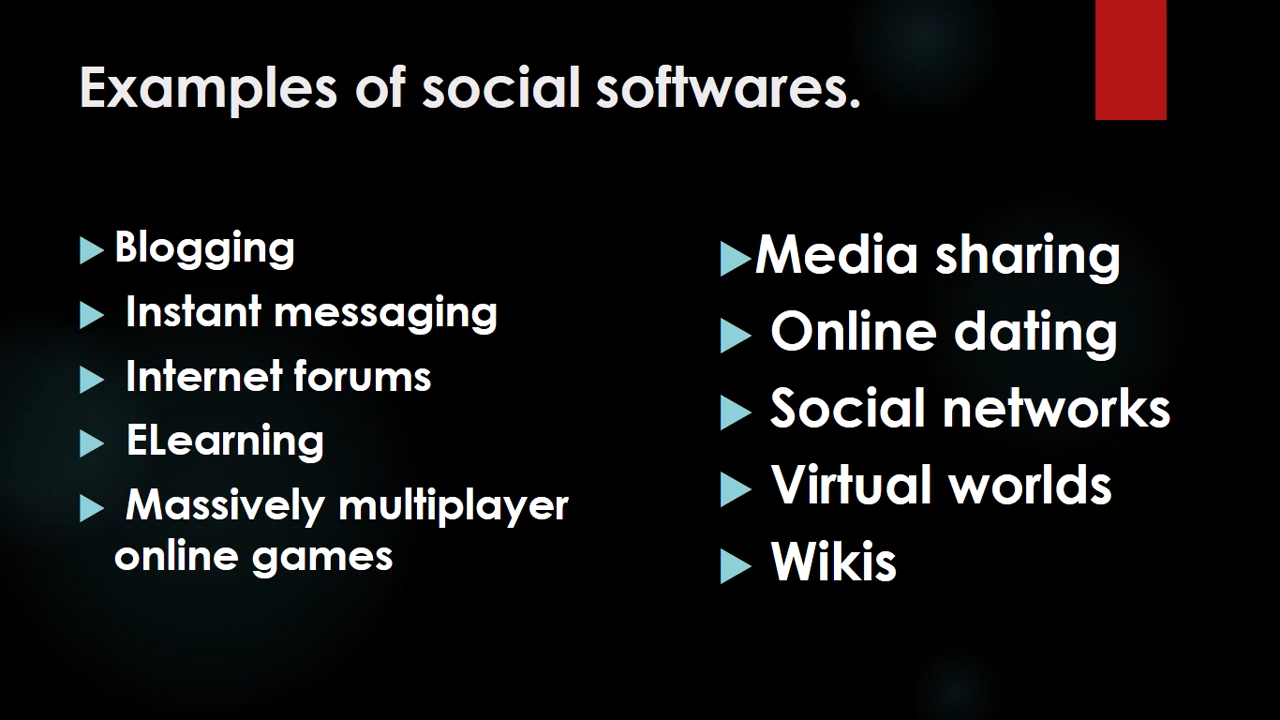 Examples of social softwares.
Blogging
Instant messaging
Internet forums
ELearning
Massively multiplayer
online games
Media sharing
Online dating
Social networks
Virtual worlds
Wikis